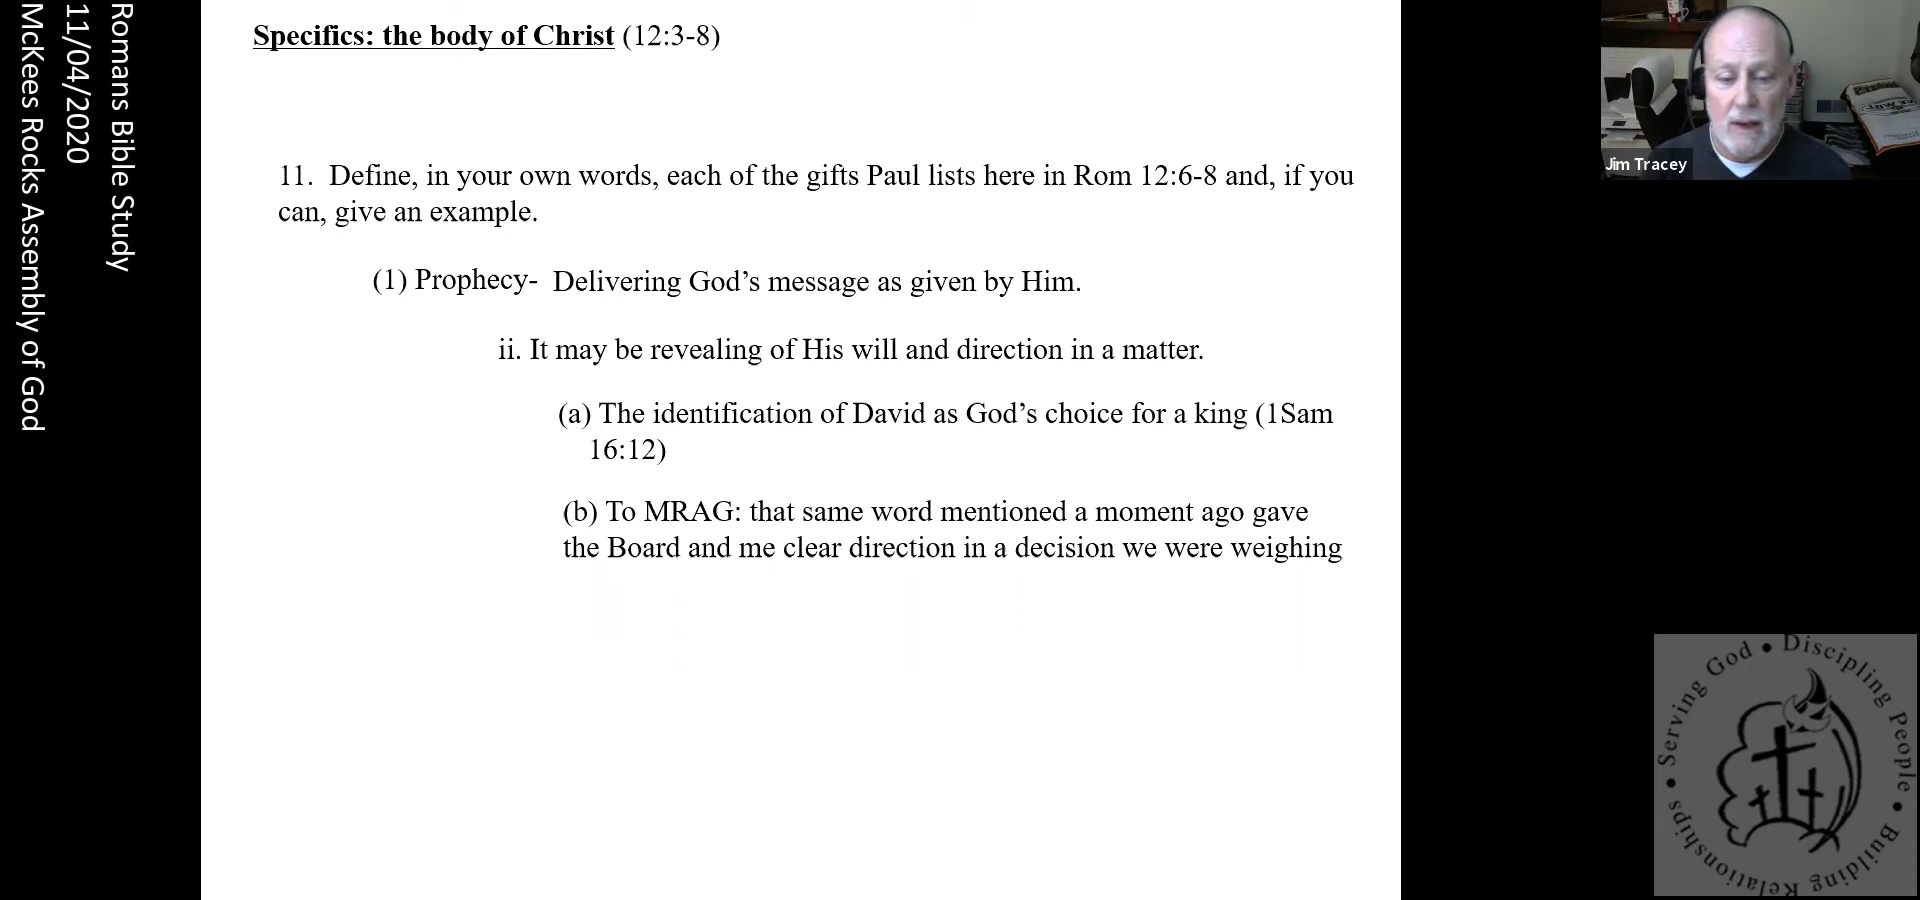 Romans Bible Study
11/04/2020
McKees Rocks Assembly of God
Specifics: the body of Christ (12:3-8)
11. Define, in your own words, each of the gifts Paul lists here in Rom 12:6-8 and, if you
can, give an example.
(1) Prophecy- Delivering God’s message as given by Him.
ii. It may be revealing of His will and direction in a matter.
(a) The identification of David as God’s choice for a king (1Sam
16:12)
(b) To MRAG: that same word mentioned a moment ago gave
the Board and me clear direction in a decision we were weighing
Jim Tracey
Serving God • Discipling People • Building Relationships •